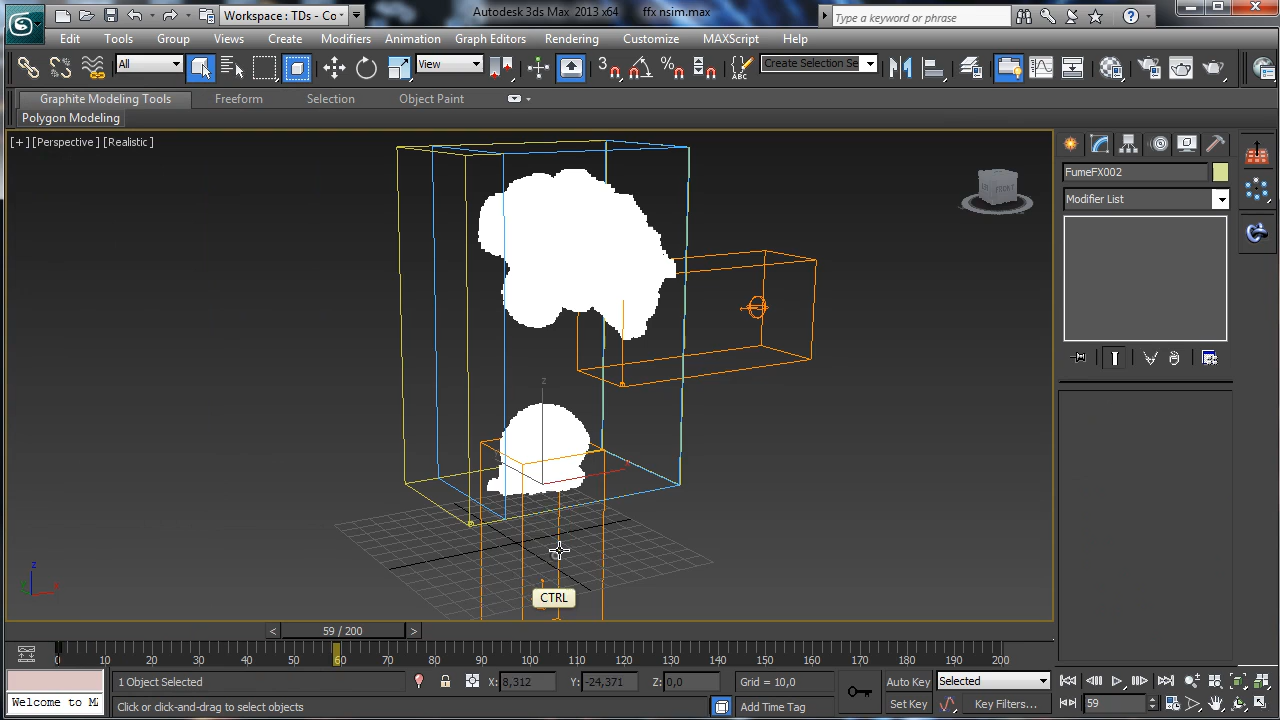 Workspace : TDs - Co
Autodesk 3ds Max 2013 x64 ffx nsim.max
Type a keyword or phrase
Edit Tools Group Views Create Modifiers Animation Graph Editors Rendering Customize MAXScript Help
All
View
Create Selection Se
Graphite Modeling Tools Freeform Selection Object Paint
Polygon Modeling
[+] [Perspective ] [Realistic ]
FRONT
FumeFX002
Modifier List
z
x
CTRL
z
59 / 200
0 10 20 30 40 50 60 70 80 90 100 110 120 130 140 150 160 170 180 190 200
1 Object Selected
X: 8,312
Y: -24,371
Z: 0,0
Grid = 10,0
Auto Key
Selected
Welcome to M
Click or click-and-drag to select objects
Add Time Tag
Set Key
Key Filters...
59